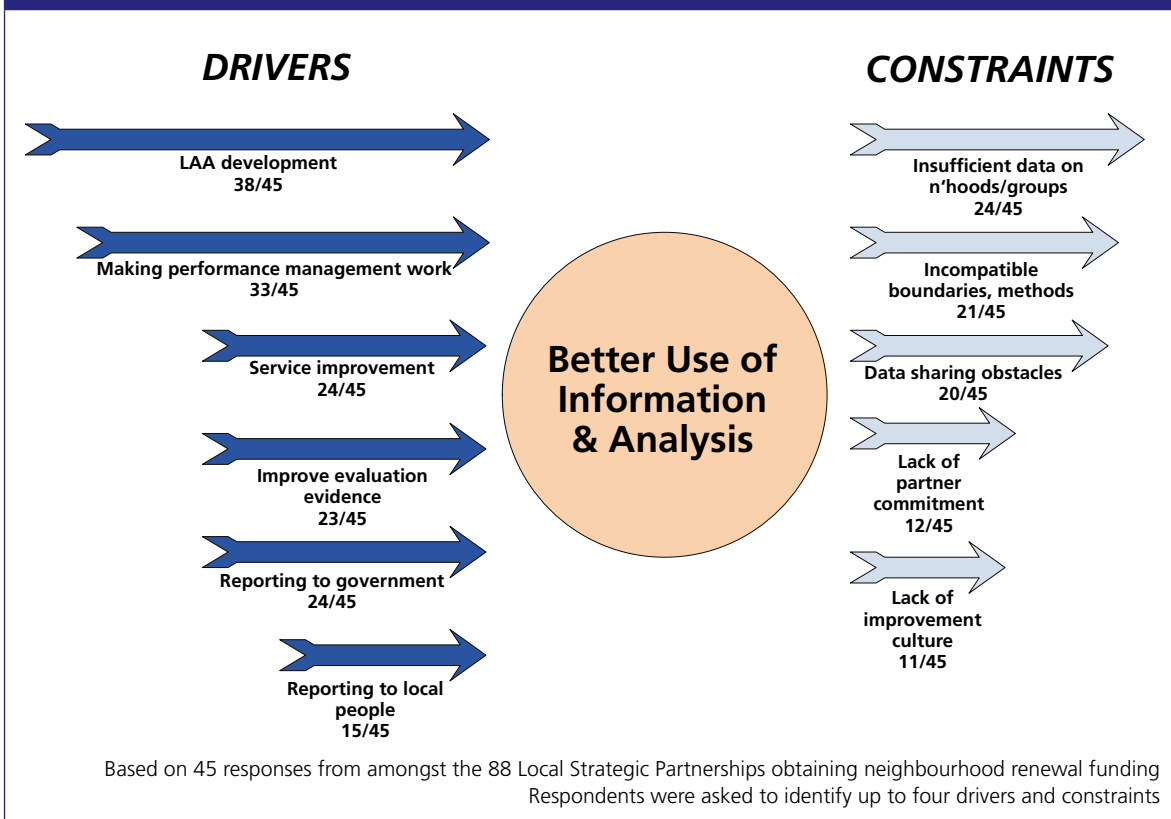 DRIVERS
LAA development
38/45
Making performance management work
33/45
Service improvement
24/45
Improve evaluation
evidence
23/45
Reporting to government
24/45
Reporting to local
people
15/45
Better Use of
Information
& Analysis
CONSTRAINTS
Insufficient data on
n'hoods/groups
24/45
Incompatible
boundaries, methods
21/45
Data sharing obstacles
20/45
Lack of
partner
commitment
12/45
Lack of
improvement
culture
11/45
Based on 45 responses from amongst the 88 Local Strategic Partnerships obtaining neighbourhood renewal funding
Respondents were asked to identify up to four drivers and constraints